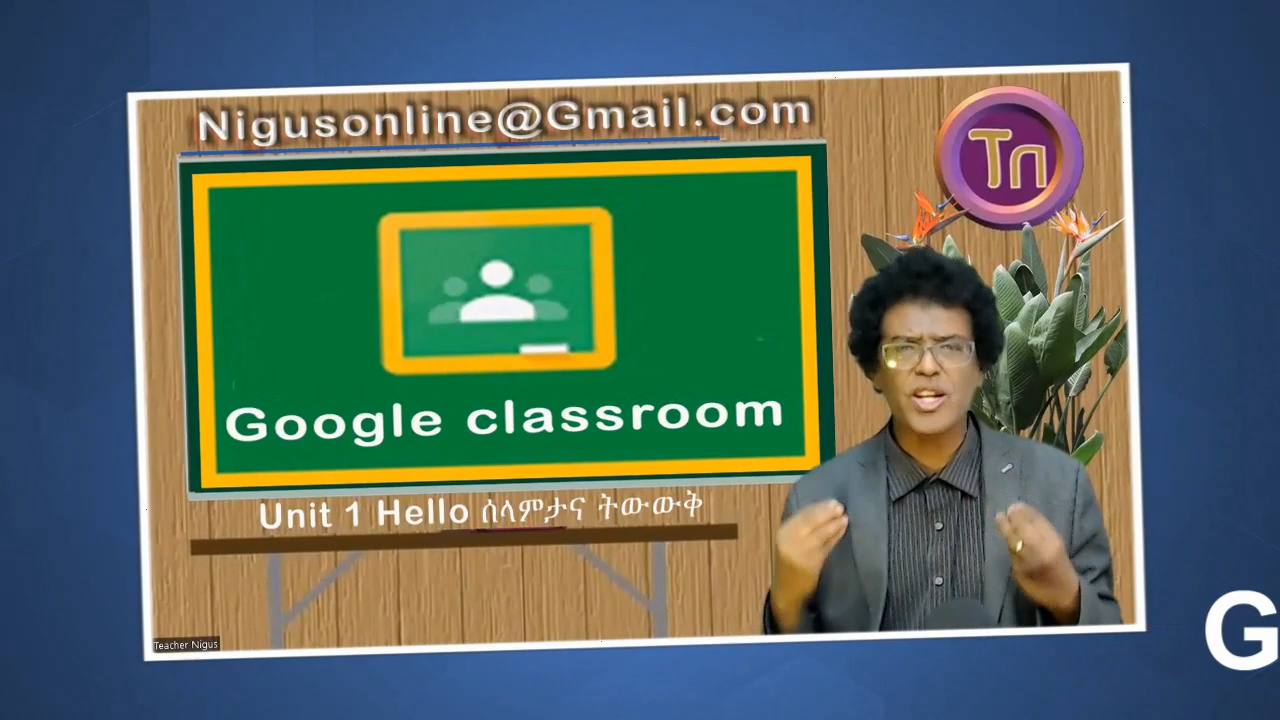 Nigusonline@Gmail.com
Tn
Google classroom
Unit 1 Hello ሰላምታና ትውውቅ
Teacher Nigus
G